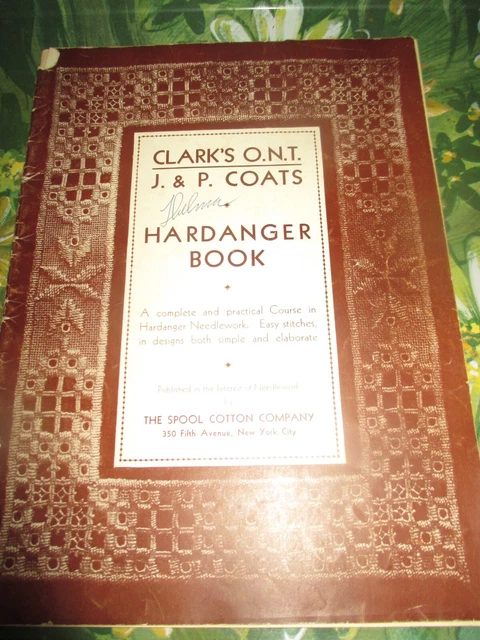 CLARK'S O.N.T.
J. & P. COATS
HARDANGER
BOOK
A complete and practical Course in
Hardanger Needlework. Easy stitches,
in designs both simple and elaborate
Published in the Interest of Needlework
by
THE SPOOL COTTON COMPANY
350 Fifth Avenue, New York City